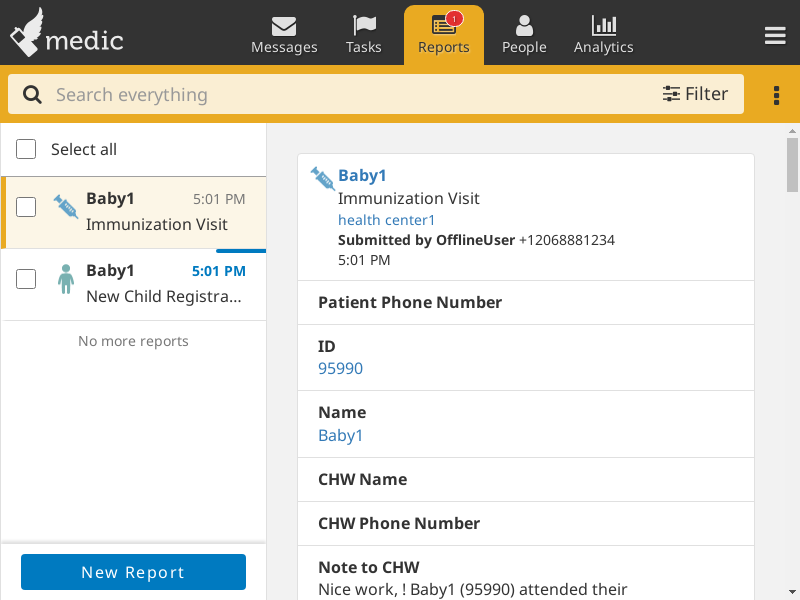 medic
Messages
Tasks
1
Reports
People
Analytics
Search everything
Filter
Select all
Baby1
5:01 PM
Immunization Visit
Baby1
5:01 PM
New Child Registra...
No more reports
New Report
Baby1
Immunization Visit
health center1
Submitted by OfflineUser +12068881234
5:01 PM
Patient Phone Number
ID
95990
Name
Baby1
CHW Name
CHW Phone Number
Note to CHW
Nice work, ! Baby1 (95990) attended their